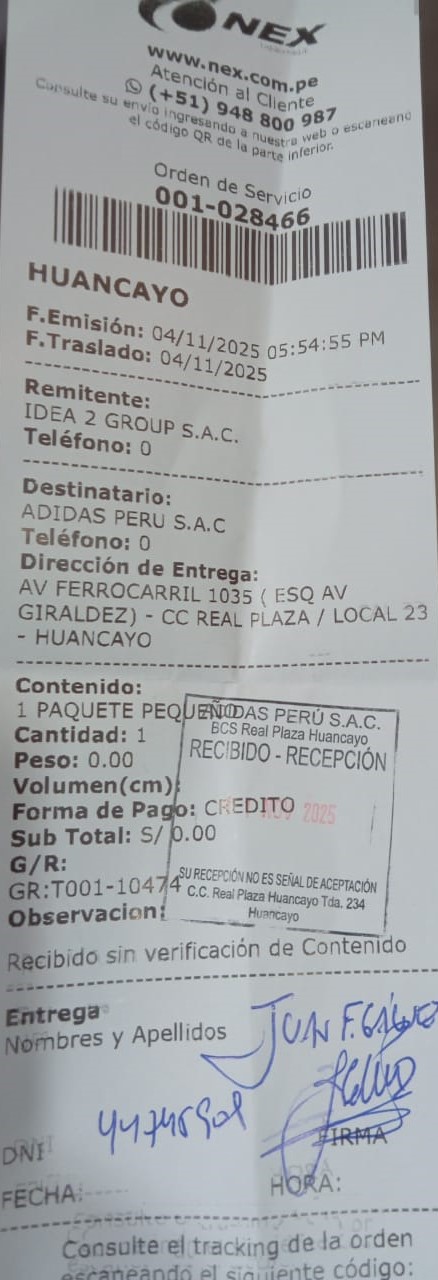 NEX
www.nex.com.pe
Atención al Cliente
(+51) 948 800 987
Consulte su envío ingresando a nuestra web o escaneand
el código QR de la parte inferior.
Orden de Servicio
001-028466
HUANCAYO
F.Emisión: 04/11/2025 05:54:55 PM
F.Traslado: 04/11/2025
Remitente:
IDEA 2 GROUP S.A.C.
Teléfono: 0
Destinatario:
ADIDAS PERU S.A.C
Teléfono: 0
Dirección de Entrega:
AV FERROCARRIL 1035 ( ESQ AV
GIRALDEZ) - CC REAL PLAZA / LOCAL 23
- HUANCAYO
Contenido:
1 PAQUETE PEQUEÑO
Cantidad: 1
Peso: 0.00
Volumen(cm):
Forma de Pago: CREDITO
Sub Total: S/ 0.00
G/R:
GR:T001-10474
Observacion:
DAS PERÚ S.A.C.
BCS Real Plaza Huancayo
RECIBIDO - RECEPCIÓN
2025
SU RECEPCIÓN NO ES SEÑAL DE ACEPTACIÓN
C.C. Real Plaza Huancayo Tda. 234
Huancayo
Recibido sin verificación de Contenido
Entrega
Nombres y Apellidos
JUAN F.
DNI
FIRMA
FECHA:
HORA:
Consulte el tracking de la orden
escaneando el siguiente código: